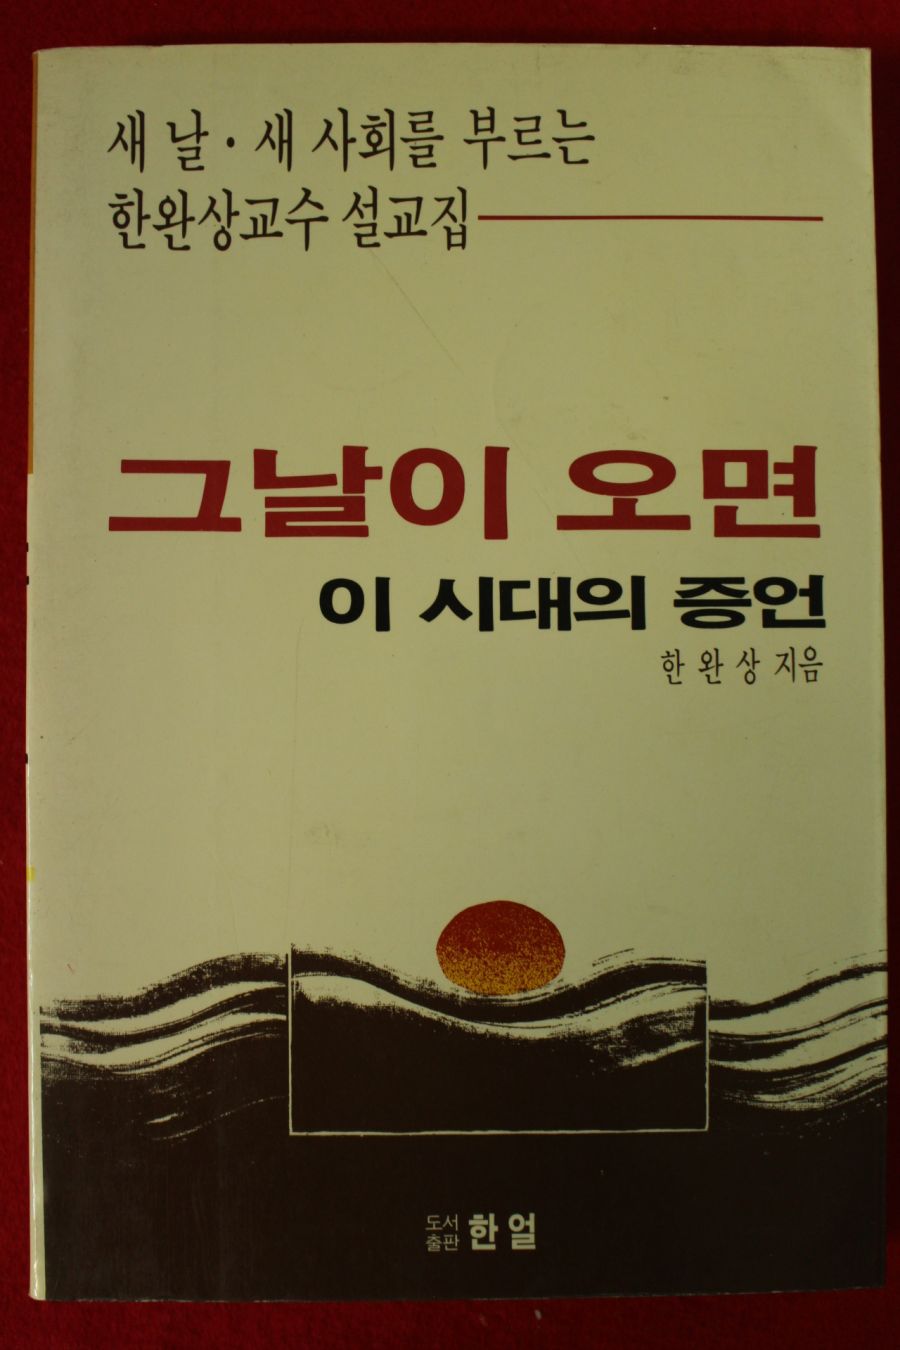 새 날 · 새 사회를 부르는
한완상교수 설교집
그날이 오면
이 시대의 증언
한 완 상 지음
도서
출판 한얼